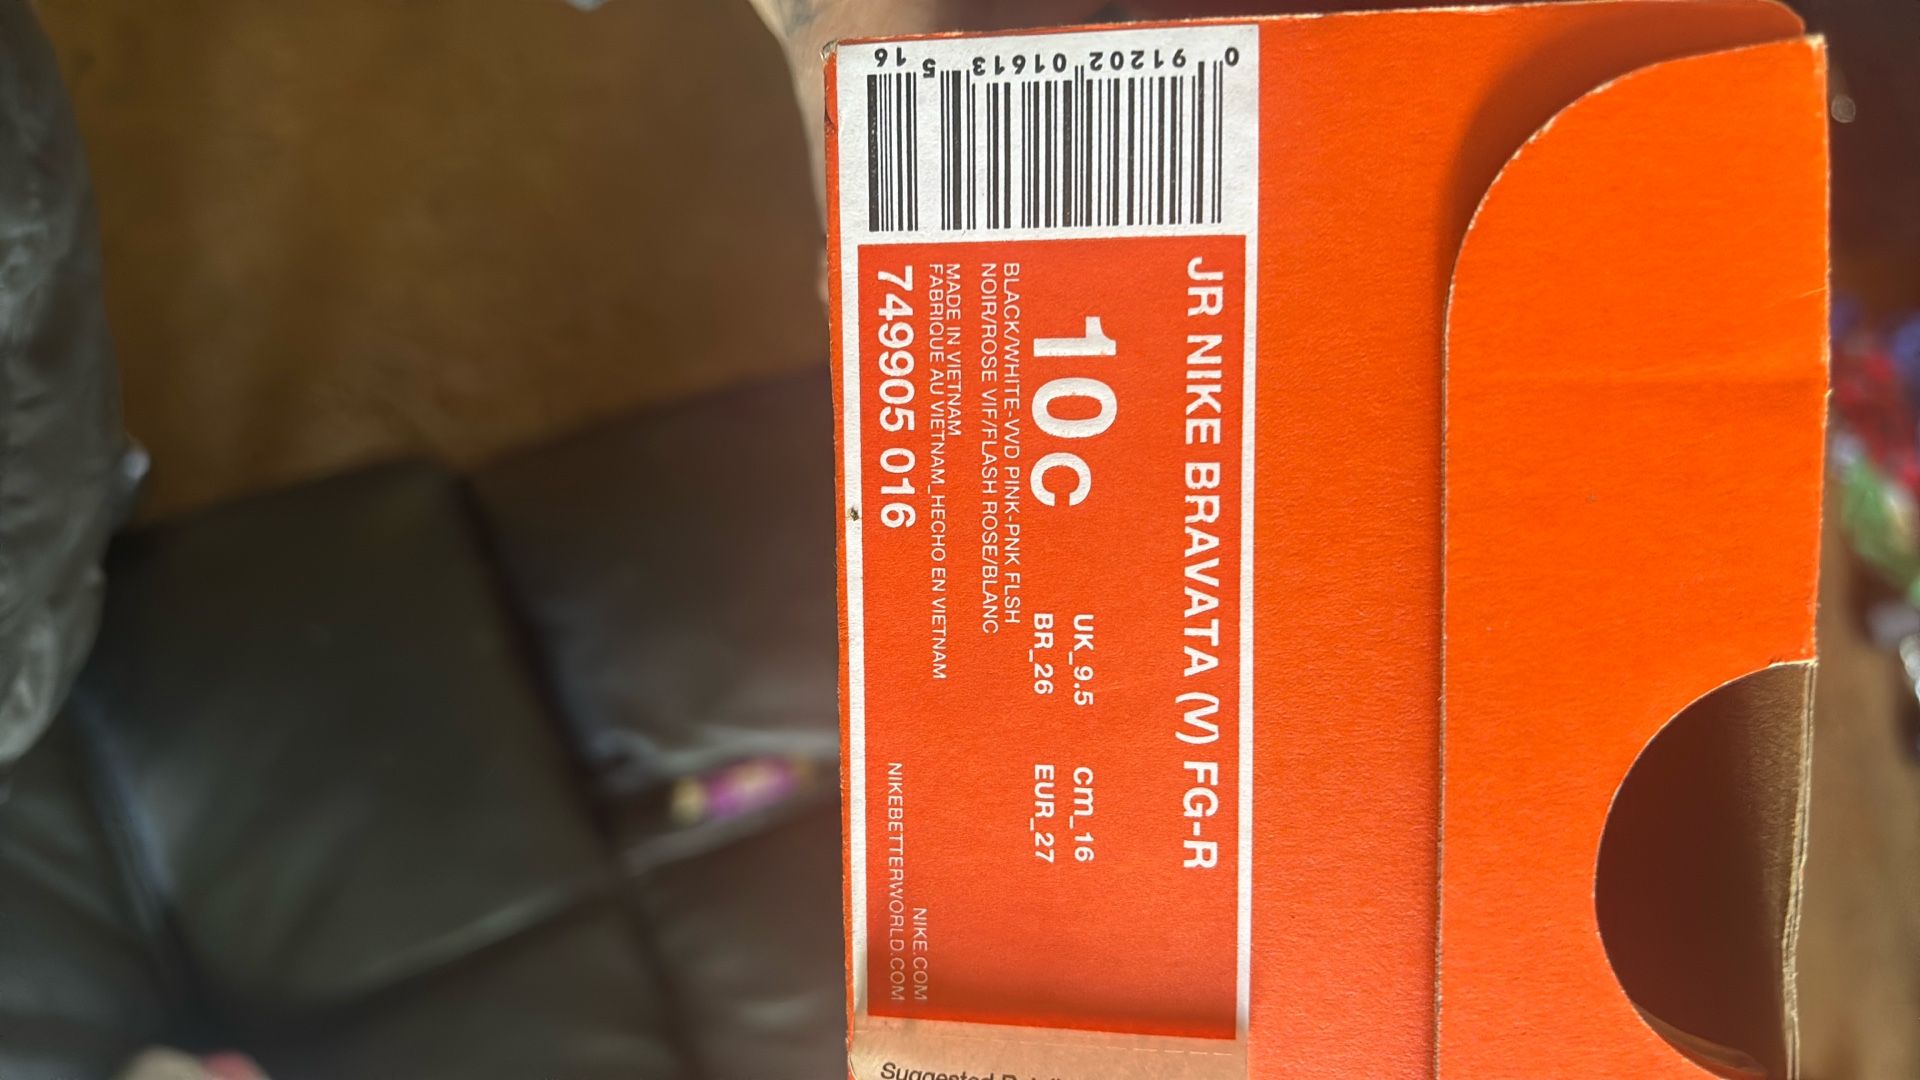 JR NIKE BRAVATA (V) FG-R
10C
UK_9.5 cm_16
BR_26 EUR_27
BLACK/WHITE-VVD PINK-PNK FLSH
NOIR/ROSE VIF/FLASH ROSE/BLANC
MADE IN VIETNAM
FABRIQUE AU VIETNAM_HECHO EN VIETNAM
749905 016
NIKE.COM
NIKEBETTERWORLD.COM
0 91202 01613 5 16
Suggested